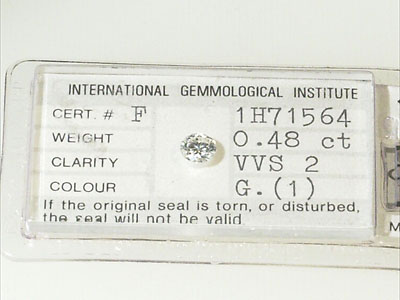 INTERNATIONAL GEMMOLOGICAL INSTITUTE
CERT. # F 1H71564
WEIGHT 0.48 ct
CLARITY VVS 2
COLOUR G.(1)
If the original seal is torn, or disturbed,
the seal will not be valid